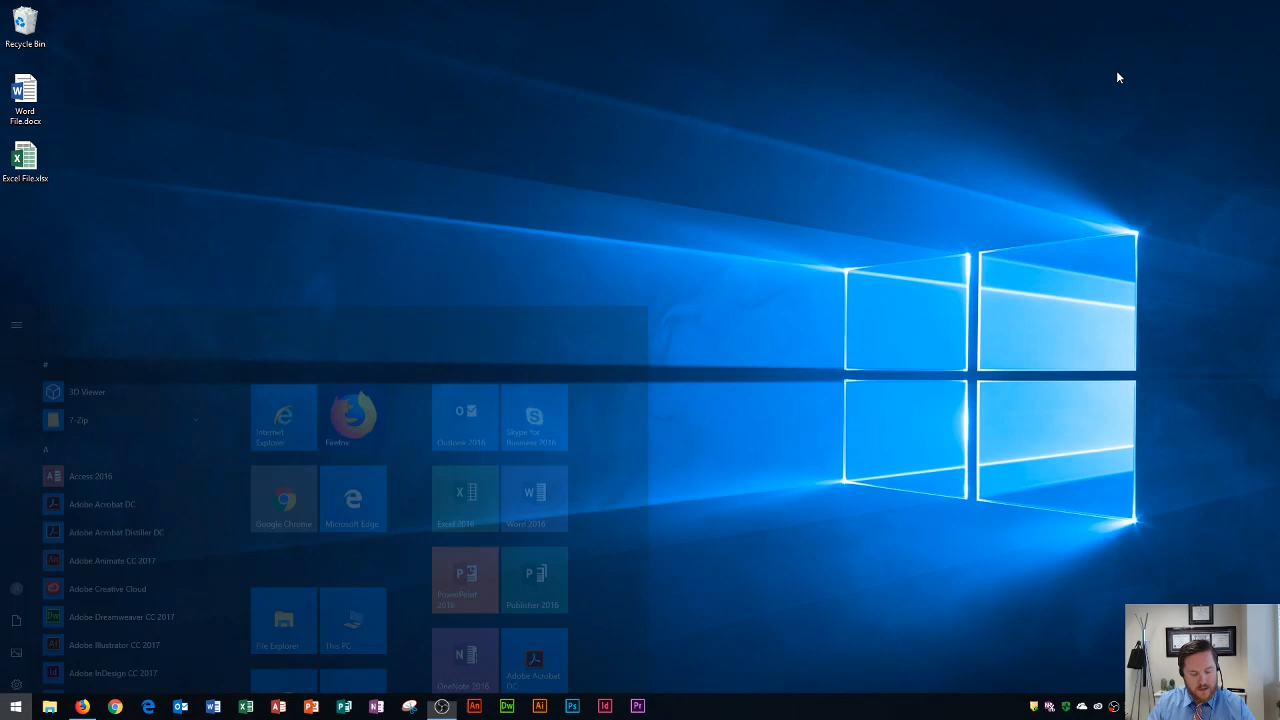 Recycle Bin
Word
File.docx
Excel File.xlsx
#
3D Viewer
7-Zip
A
Access 2016
Adobe Acrobat DC
Adobe Acrobat Distiller DC
Adobe Animate CC 2017
Adobe Creative Cloud
Adobe Dreamweaver CC 2017
Adobe Illustrator CC 2017
Adobe InDesign CC 2017
Internet
Explorer
Firefox
Outlook 2016
Skype for
Business 2016
Google Chrome
Microsoft Edge
Excel 2016
Word 2016
PowerPoint
2016
Publisher 2016
File Explorer
This PC
OneNote 2016
Adobe Acrobat
DC